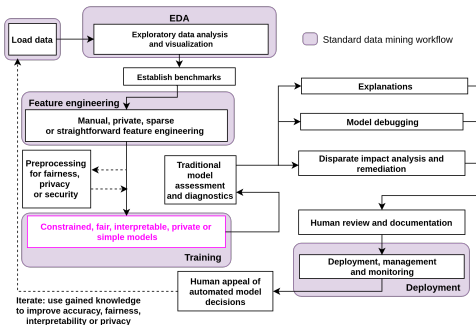 EDA
Load data
Exploratory data analysis
and visualization
Standard data mining workflow
Establish benchmarks
Explanations
Feature engineering
Manual, private, sparse
or straightforward feature engineering
Model debugging
Preprocessing
for fairness,
privacy
or security
Traditional
model
assessment
and diagnostics
Disparate impact analysis and
remediation
Constrained, fair, interpretable, private or
simple models
Training
Human review and documentation
Deployment, management
and monitoring
Deployment
Human appeal of
automated model
decisions
Iterate: use gained knowledge
to improve accuracy, fairness,
interpretability or privacy